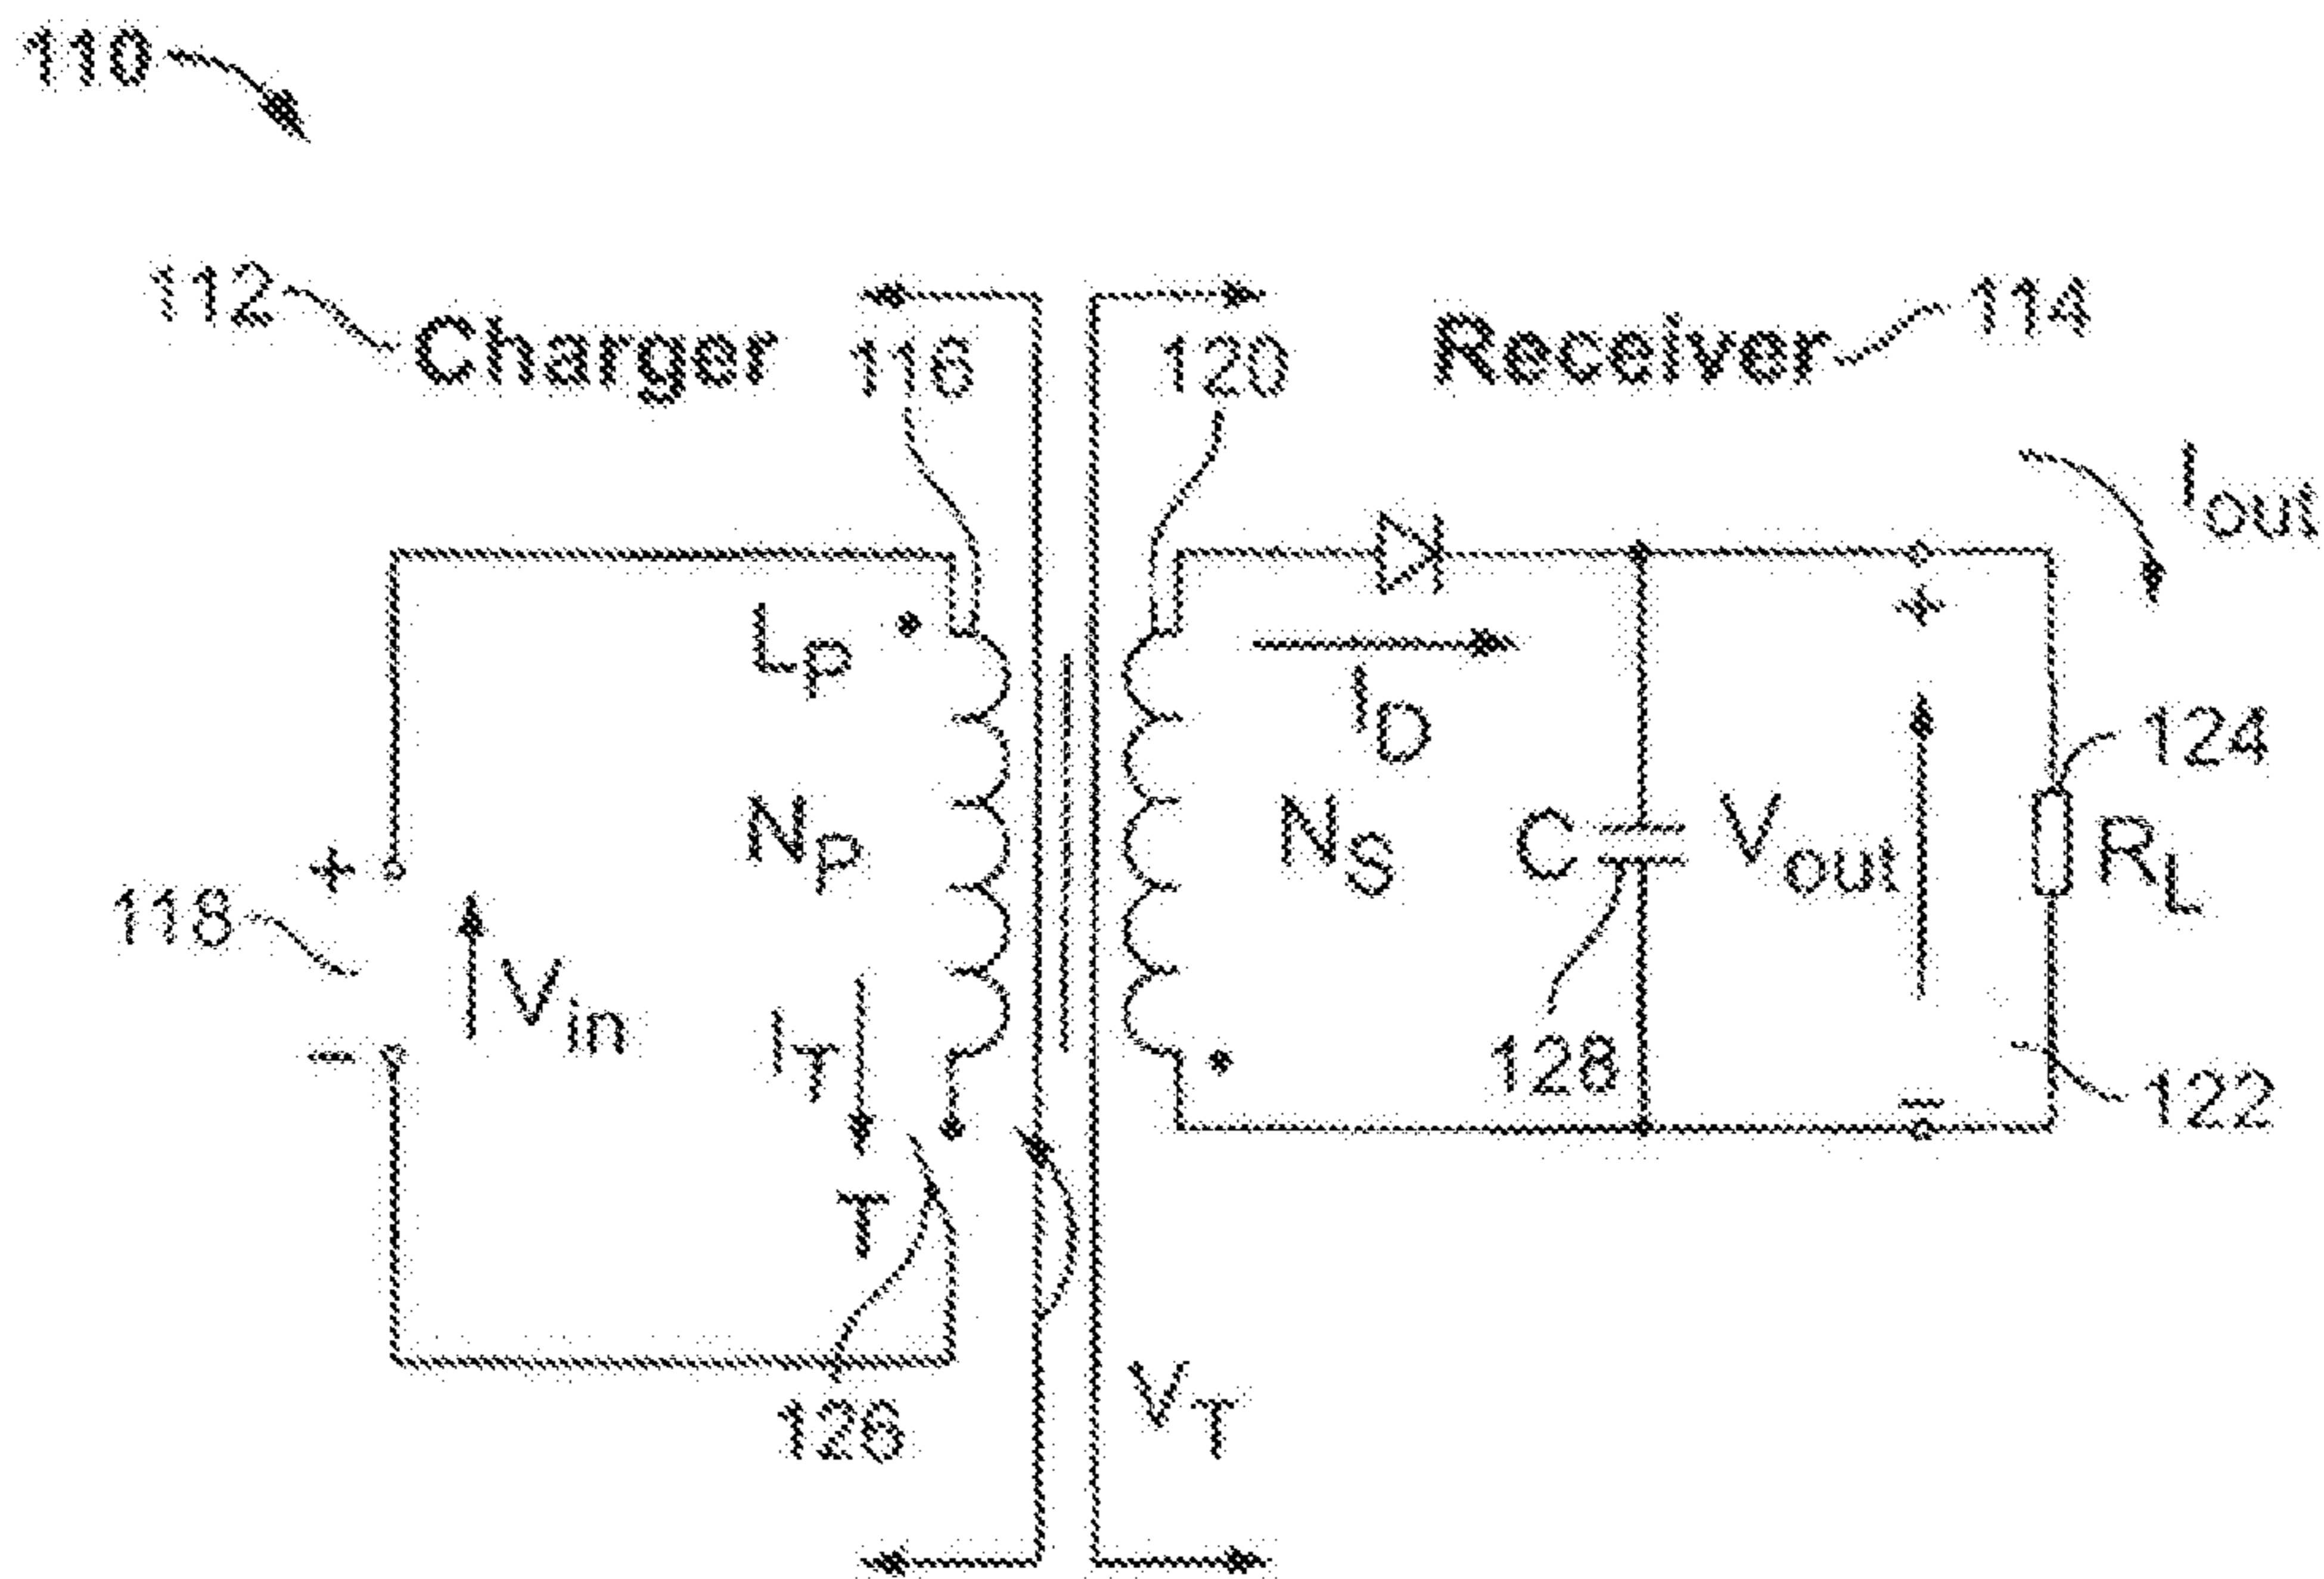 110
112
Charger
116
120
Receiver
114
Iout
LP
ID
124
NP
NS
C
Vout
RL
+
118
Vin
-
IT
128
122
+
-
T
126
VT